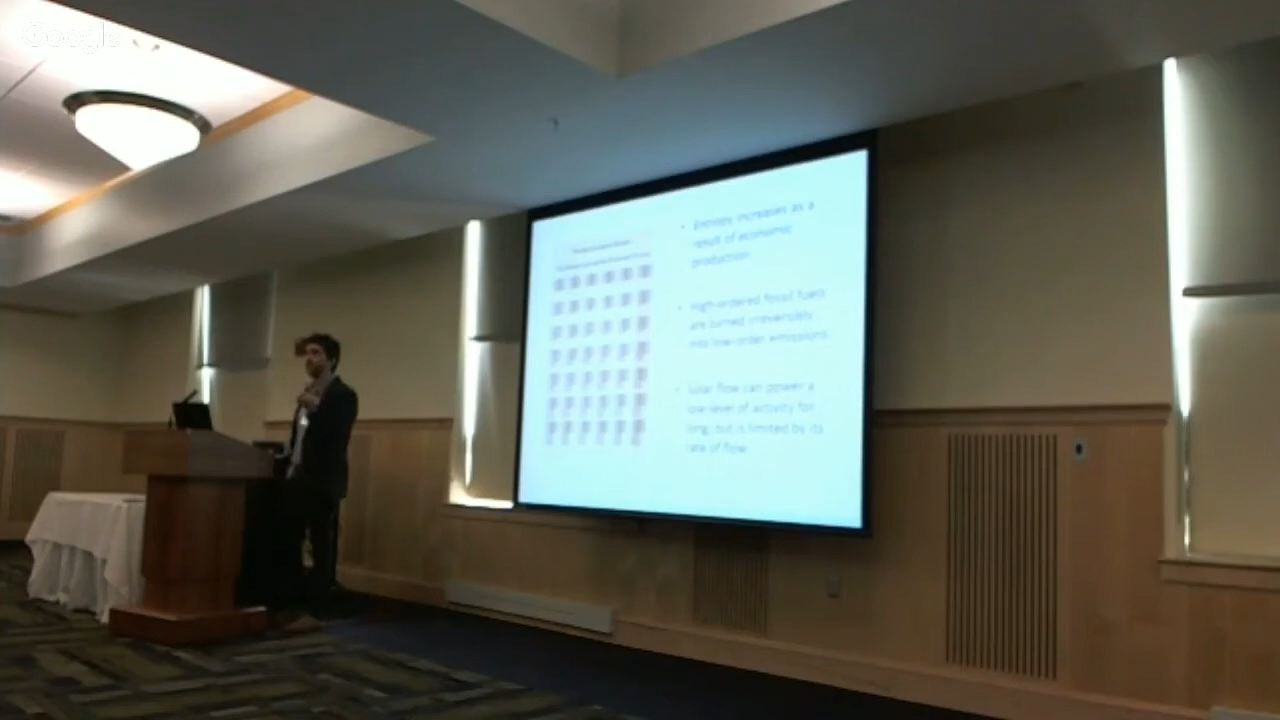 Google
• Entropy increases as a
result of economic
production
• High-ordered fossil fuels
are turned irreversibly
into low-order emissions
• Solar flow can power a
low level of activity for
long, but is limited by its
rate of flow